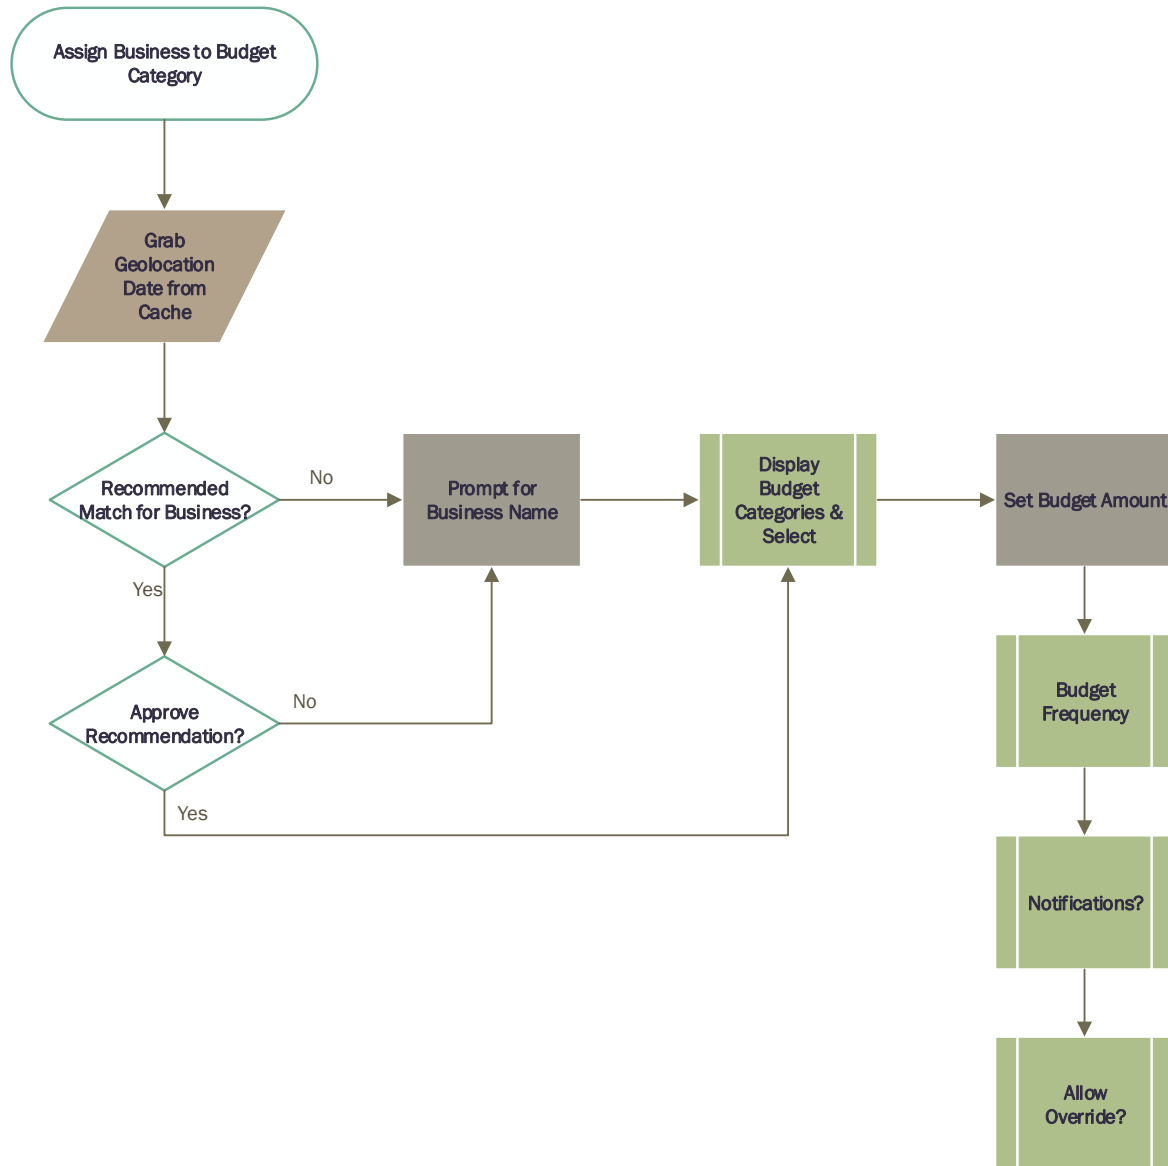 Assign Business to Budget
Category
Grab
Geolocation
Date from
Cache
Recommended
Match for Business?
No
Prompt for
Business Name
Display
Budget
Categories &
Select
Set Budget Amount
Yes
Approve
Recommendation?
No
Yes
Budget
Frequency
Notifications?
Allow
Override?